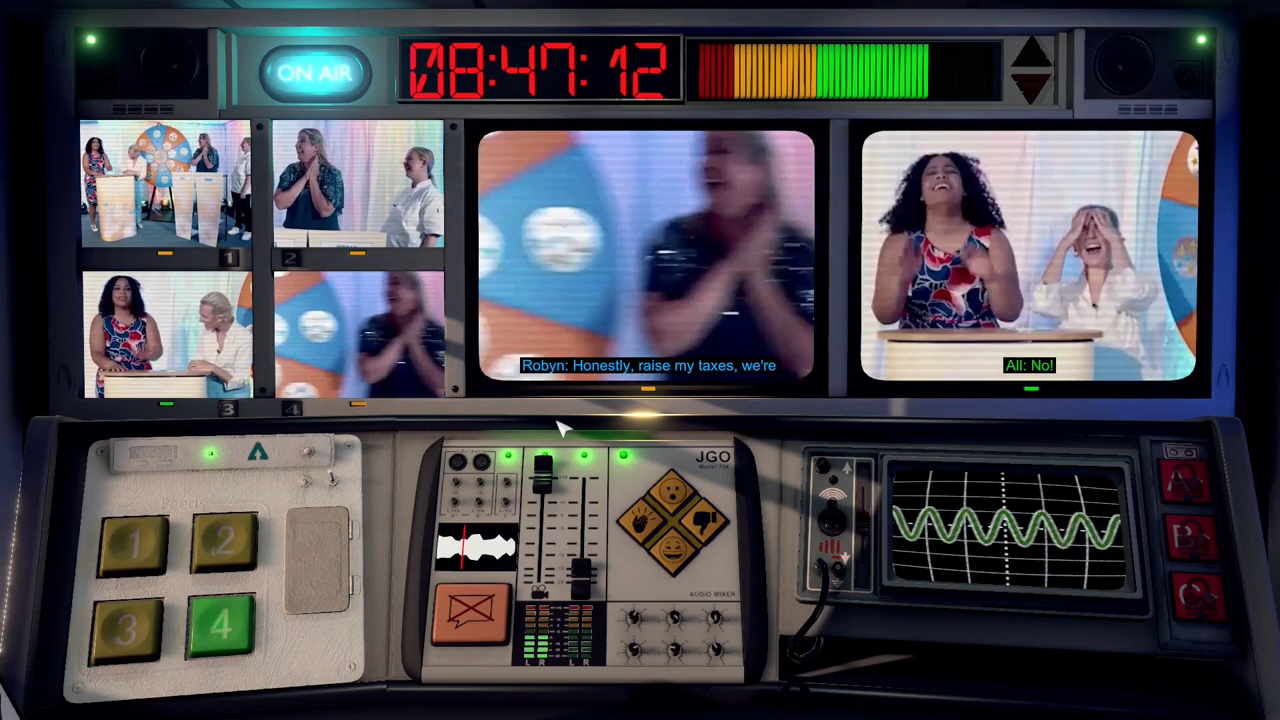 ON AIR
08:47:12
1
2
3
4
Robyn: Honestly, raise my taxes, we're
All: No!
JGO
1
2
3
4
AUDIO MIXER
L R L R
A
B
C